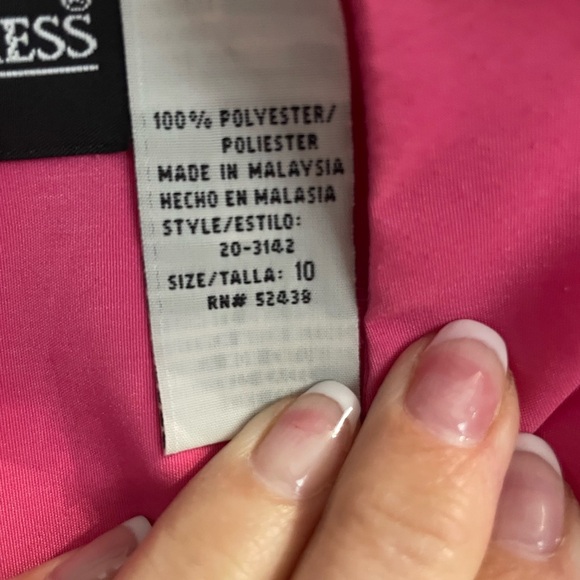 ESS®
100% POLYESTER/
POLIESTER
MADE IN MALAYSIA
HECHO EN MALASIA
STYLE/ESTILO:
20-3142
SIZE/TALLA: 10
RN# 52438